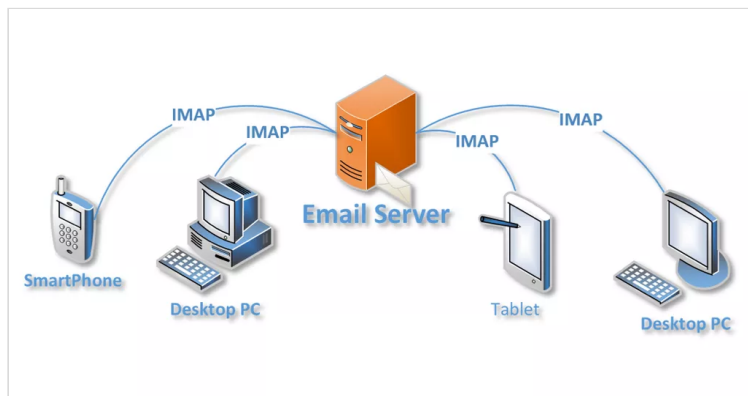 IMAP
IMAP
IMAP
IMAP
Email Server
SmartPhone
Desktop PC
Tablet
Desktop PC